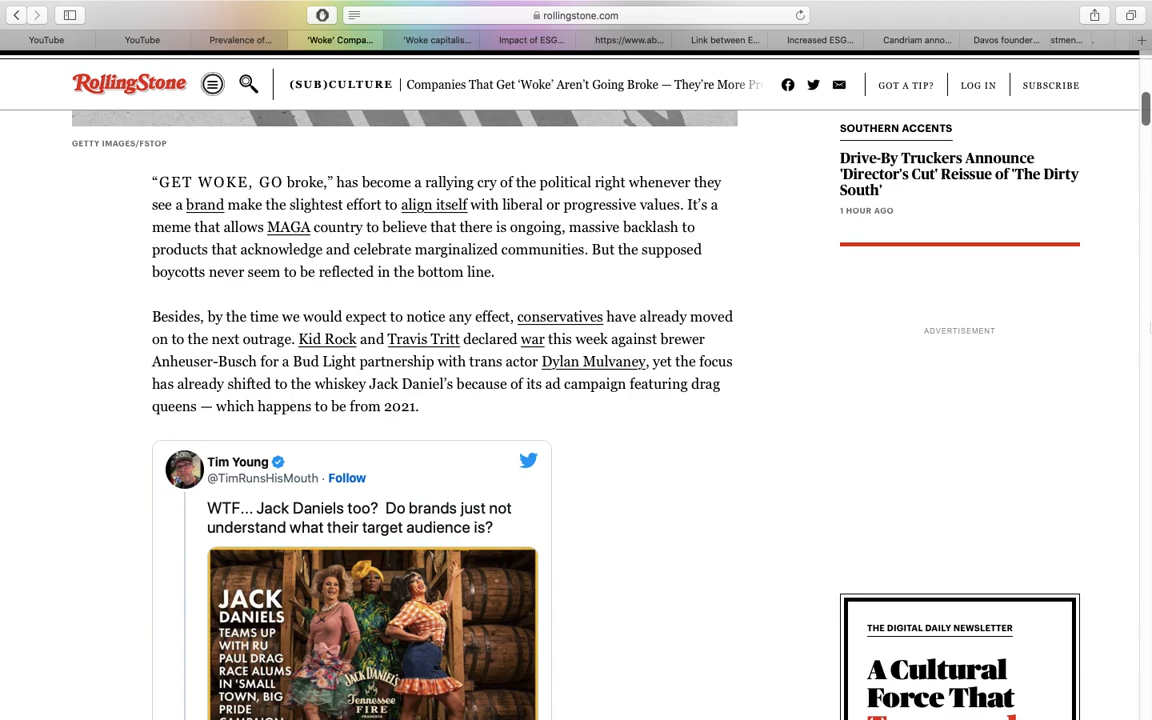 rollingstone.com
YouTube
YouTube
Prevalence of...
'Woke' Compa...
'Woke capitalis...
Impact of ESG...
https://www.ab...
Link between E...
Increased ESG...
Candriam anno...
Davos founder...
stmen...
RollingStone
(SUB)CULTURE | Companies That Get 'Woke' Aren't Going Broke — They're More Pr
GOT A TIP?
LOG IN
SUBSCRIBE
GETTY IMAGES/FSTOP
“GET WOKE, GO broke,” has become a rallying cry of the political right whenever they
see a brand make the slightest effort to align itself with liberal or progressive values. It’s a
meme that allows MAGA country to believe that there is ongoing, massive backlash to
products that acknowledge and celebrate marginalized communities. But the supposed
boycotts never seem to be reflected in the bottom line.
Besides, by the time we would expect to notice any effect, conservatives have already moved
on to the next outrage. Kid Rock and Travis Tritt declared war this week against brewer
Anheuser-Busch for a Bud Light partnership with trans actor Dylan Mulvaney, yet the focus
has already shifted to the whiskey Jack Daniel’s because of its ad campaign featuring drag
queens — which happens to be from 2021.
Tim Young
@TimRunsHisMouth · Follow
WTF... Jack Daniels too? Do brands just not
understand what their target audience is?
JACK
DANIELS
TEAMS UP
WITH RU
PAUL DRAG
RACE ALUMS
IN 'SMALL
TOWN, BIG
PRIDE
CAMPAIGN
JACK DANIEL'S
Tennessee
FIRE
SOUTHERN ACCENTS
Drive-By Truckers Announce
'Director's Cut' Reissue of 'The Dirty
South'
1 HOUR AGO
ADVERTISEMENT
THE DIGITAL DAILY NEWSLETTER
A Cultural
Force That